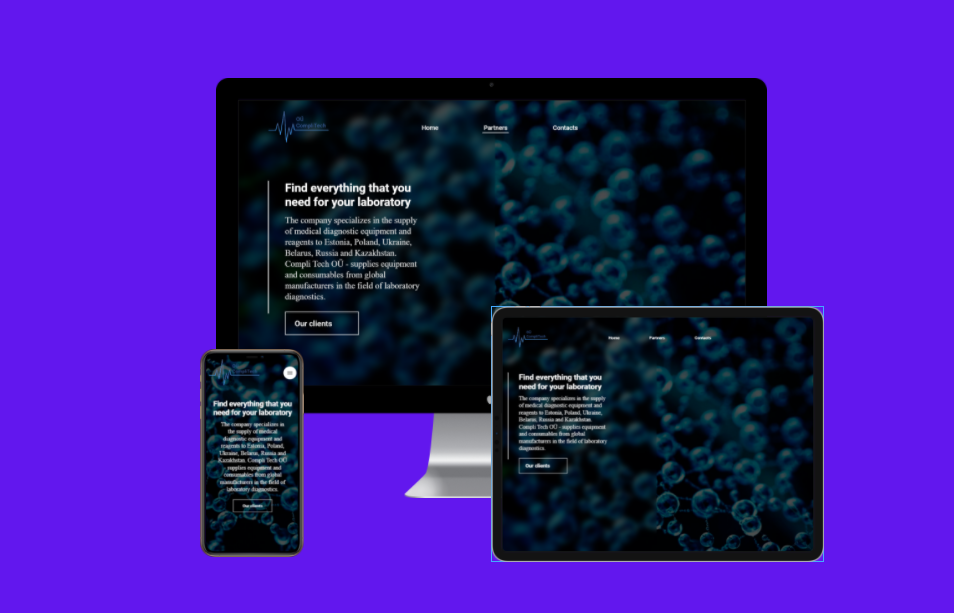 OÜ
Compli Tech
Home
Partners
Contacts
Find everything that you
need for your laboratory
The company specializes in the supply
of medical diagnostic equipment and
reagents to Estonia, Poland, Ukraine,
Belarus, Russia and Kazakhstan.
Compli Tech OÜ - supplies equipment
and consumables from global
manufacturers in the field of laboratory
diagnostics.
Our clients
Find everything that you
need for your laboratory
The company specializes in
the supply of medical
diagnostic equipment and
reagents to Estonia, Poland,
Ukraine, Belarus, Russia and
Kazakhstan. Compli Tech OÜ
- supplies equipment and
consumables from global
manufacturers in the field of
laboratory diagnostics.
Our clients
OÜ
Compli Tech
Home
Partners
Contacts
Find everything that you
need for your laboratory
The company specializes in the supply
of medical diagnostic equipment and
reagents to Estonia, Poland, Ukraine,
Belarus, Russia and Kazakhstan.
Compli Tech OÜ - supplies equipment
and consumables from global
manufacturers in the field of laboratory
diagnostics.
Our clients